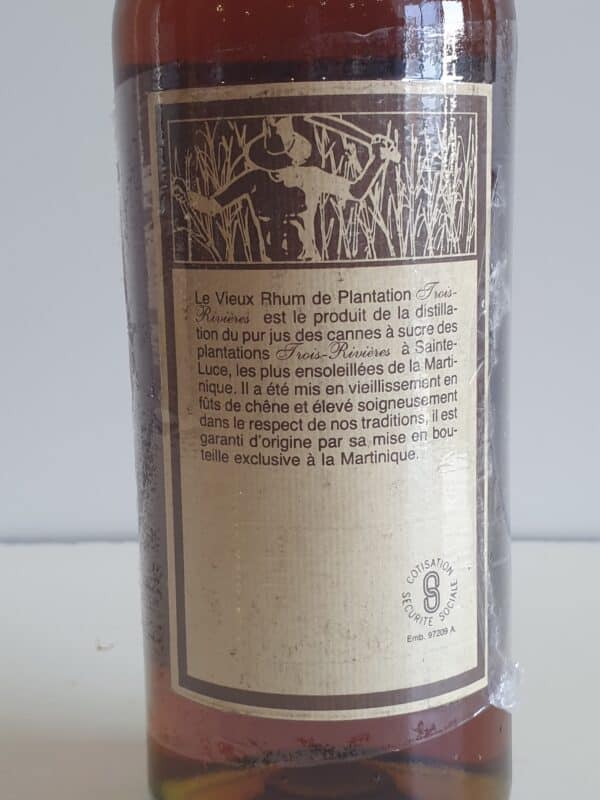 Le Vieux Rhum de Plantation Trois-
Rivières est le produit de la distilla-
tion du pur jus des cannes à sucre des
plantations Trois-Rivières à Sainte-
Luce, les plus ensoleillées de la Marti-
nique. Il a été mis en vieillissement en
fûts de chêne et élevé soigneusement
dans le respect de nos traditions, il est
garanti d'origine par sa mise en bou-
teille exclusive à la Martinique.
COTISATION
SECURITE SOCIALE
Emb. 97209 A